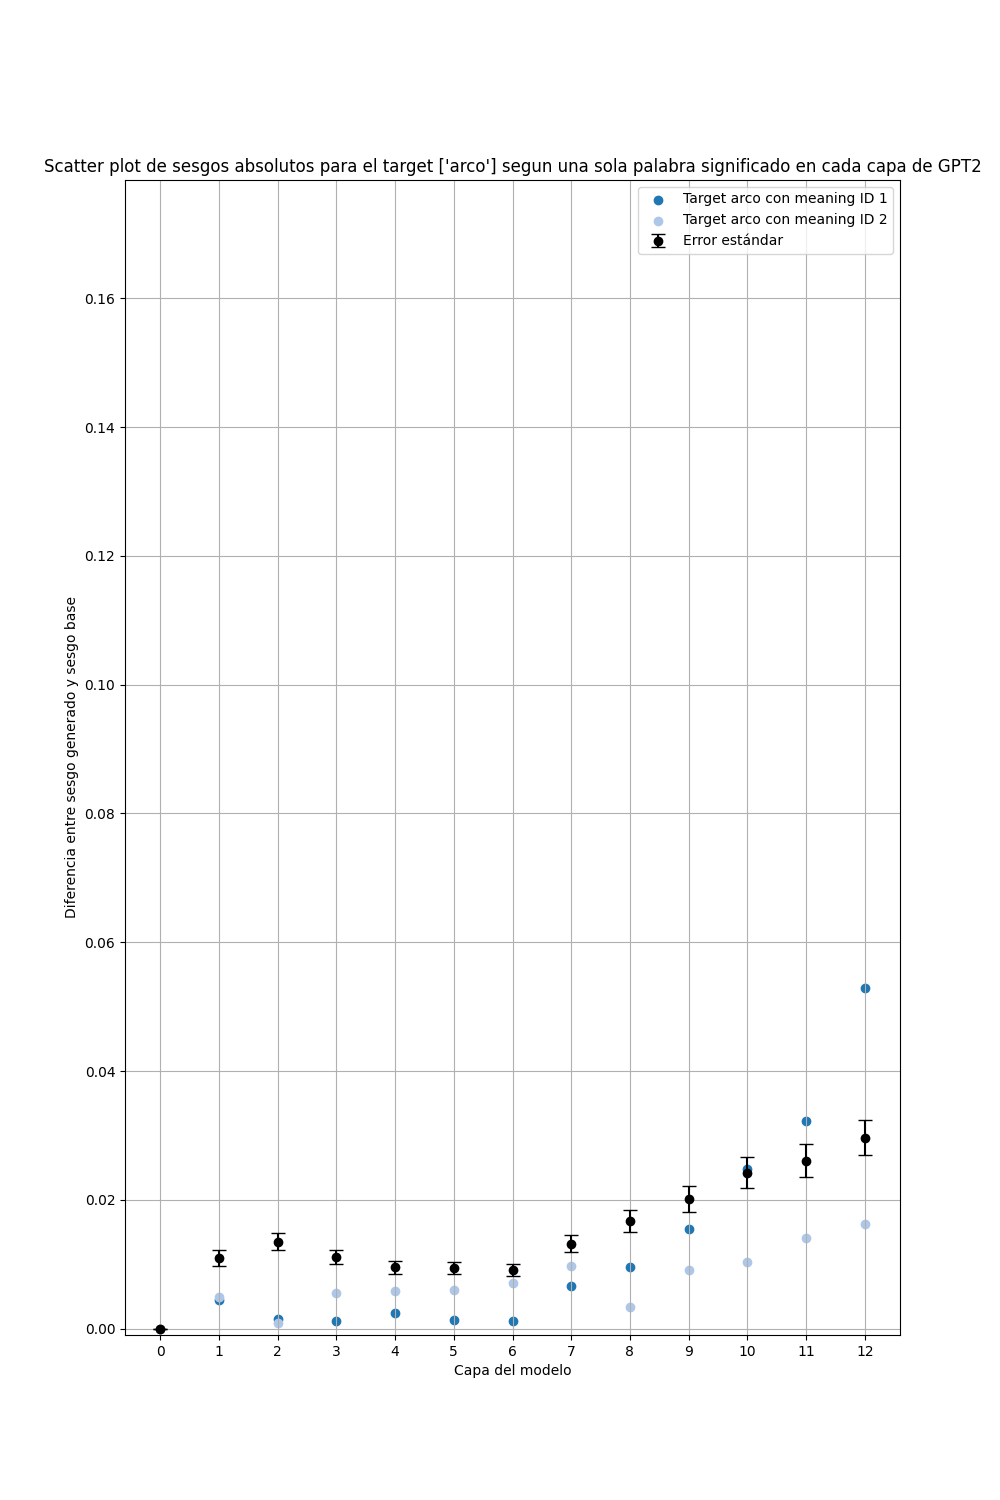 Scatter plot de sesgos absolutos para el target ['arco'] segun una sola palabra significado en cada capa de GPT2
Target arco con meaning ID 1
Target arco con meaning ID 2
Error estándar
Diferencia entre sesgo generado y sesgo base
0.16
0.14
0.12
0.10
0.08
0.06
0.04
0.02
0.00
0 1 2 3 4 5 6 7 8 9 10 11 12
Capa del modelo